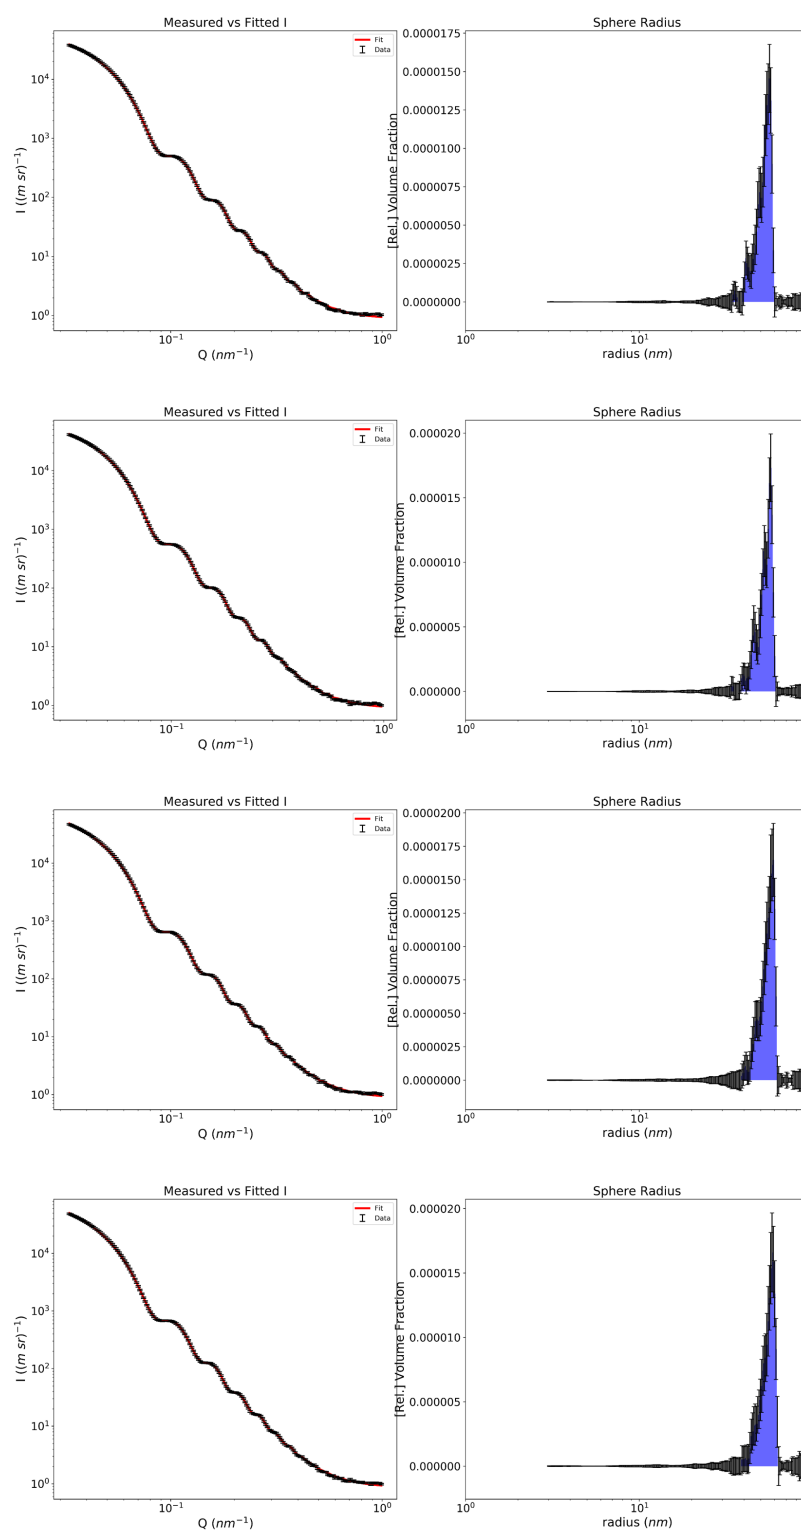 Measured vs Fitted I
Fit
Data
10⁴
10³
10²
10¹
10⁰
I ((m sr)⁻¹)
10⁻¹
10⁰
Q (nm⁻¹)
Sphere Radius
0.0000175
0.0000150
0.0000125
0.0000100
0.0000075
0.0000050
0.0000025
0.0000000
[Rel.] Volume Fraction
10⁰
10¹
radius (nm)
Measured vs Fitted I
Fit
Data
10⁴
10³
10²
10¹
10⁰
I ((m sr)⁻¹)
10⁻¹
10⁰
Q (nm⁻¹)
Sphere Radius
0.000020
0.000015
0.000010
0.000005
0.000000
[Rel.] Volume Fraction
10⁰
10¹
radius (nm)
Measured vs Fitted I
Fit
Data
10⁴
10³
10²
10¹
10⁰
I ((m sr)⁻¹)
10⁻¹
10⁰
Q (nm⁻¹)
Sphere Radius
0.0000200
0.0000175
0.0000150
0.0000125
0.0000100
0.0000075
0.0000050
0.0000025
0.0000000
[Rel.] Volume Fraction
10⁰
10¹
radius (nm)
Measured vs Fitted I
Fit
Data
10⁴
10³
10²
10¹
10⁰
I ((m sr)⁻¹)
10⁻¹
10⁰
Q (nm⁻¹)
Sphere Radius
0.000020
0.000015
0.000010
0.000005
0.000000
[Rel.] Volume Fraction
10⁰
10¹
radius (nm)